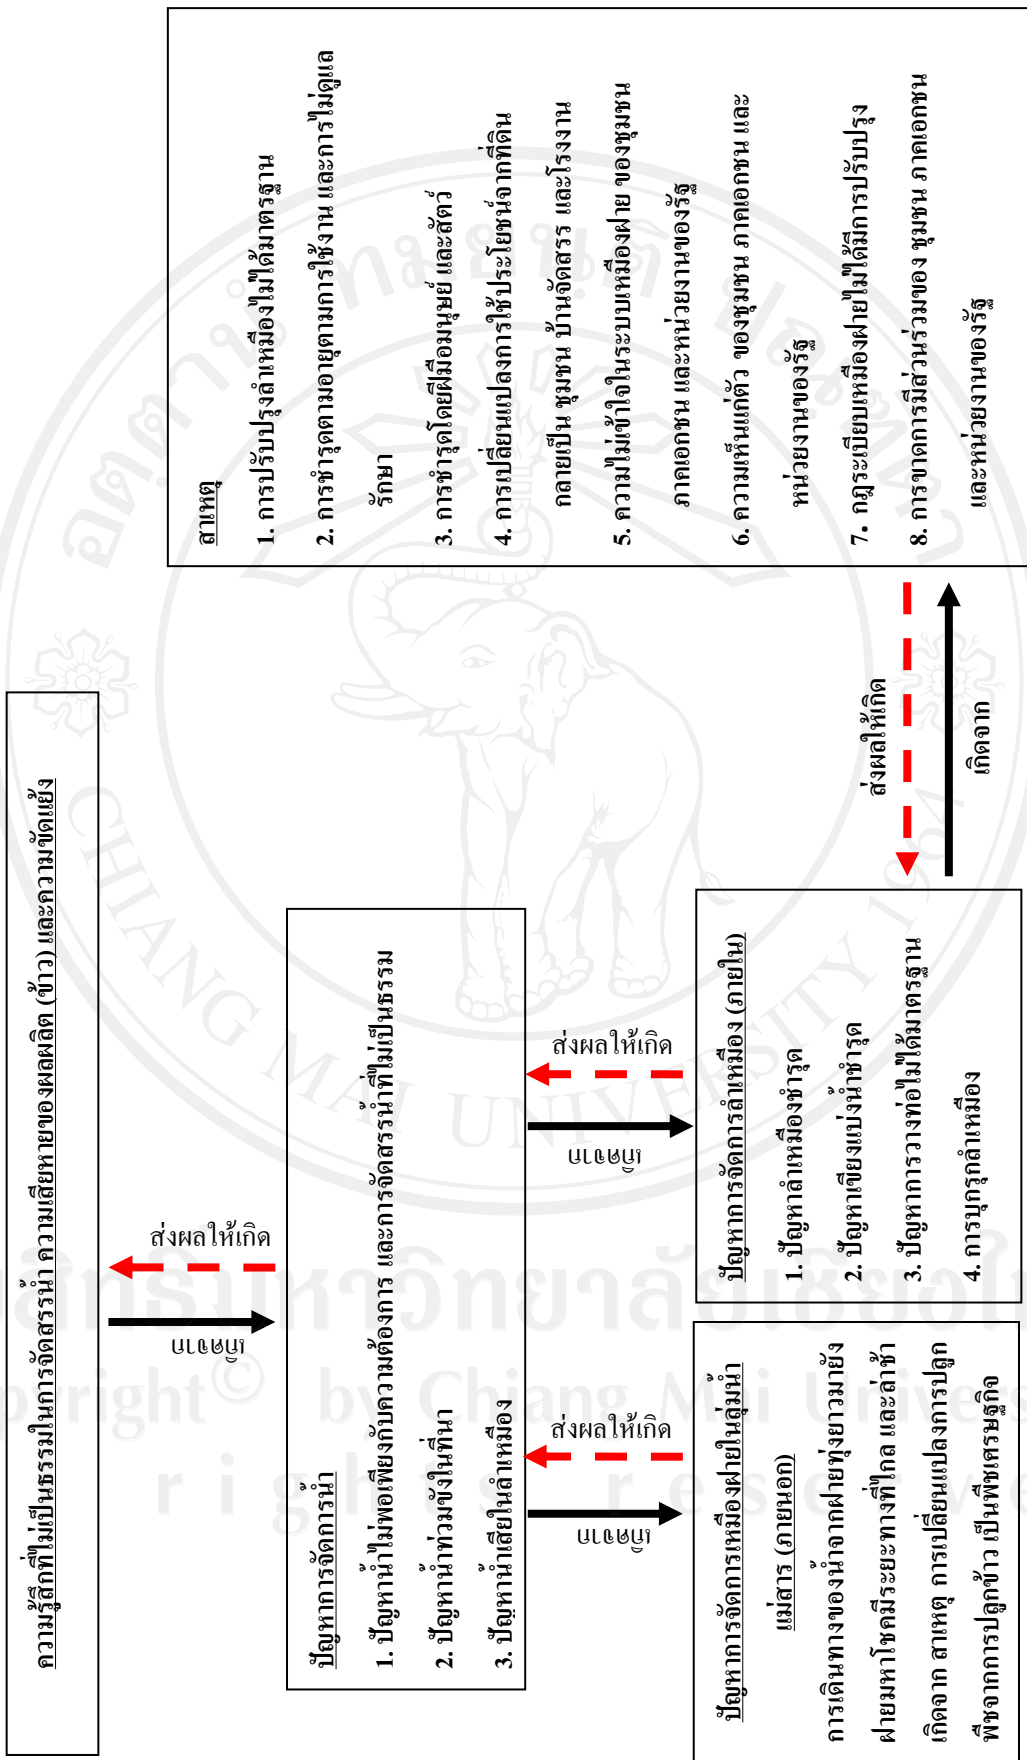 ความรู้สึกที่ไม่เป็นธรรมในการจัดสรรน้ำ ความเสียหายของผลผลิต (ข้าว) และความขัดแย้ง
ส่งผลให้เกิด
เกิดจาก
ปัญหาการจัดการน้ำ
1. ปัญหาน้ำไม่พอเพียงกับความต้องการ และการจัดสรรน้ำที่ไม่เป็นธรรม
2. ปัญหาน้ำท่วมขังในที่นา
3. ปัญหาน้ำเสียในลำเหมือง
ส่งผลให้เกิด
เกิดจาก
ส่งผลให้เกิด
เกิดจาก
ปัญหาการจัดการเหมืองฝายในลุ่มน้ำ
แม่สาร (ภายนอก)
การเดินทางของน้ำจากฝายทุ่งยาวมายัง
ฝายมหาโชคมีระยะทางที่ไกล และล่าช้า
เกิดจาก สาเหตุ การเปลี่ยนแปลงการปลูก
พืชจากการปลูกข้าว เป็นพืชเศรษฐกิจ
ปัญหาการจัดการลำเหมือง (ภายใน)
1. ปัญหาลำเหมืองชำรุด
2. ปัญหาเขียงแบ่งน้ำชำรุด
3. ปัญหาการวางท่อไม่ได้มาตรฐาน
4. การบุกรุกลำเหมือง
ส่งผลให้เกิด
เกิดจาก
สาเหตุ
1. การปรับปรุงลำเหมืองไม่ได้มาตรฐาน
2. การชำรุดตามอายุตามการใช้งาน และการไม่ดูแล
รักษา
3. การชำรุดโดยฝีมือมนุษย์ และสัตว์
4. การเปลี่ยนแปลงการใช้ประโยชน์จากที่ดิน
กลายเป็น ชุมชน บ้านจัดสรร และโรงงาน
5. ความไม่เข้าใจในระบบเหมืองฝาย ของชุมชน
ภาคเอกชน และหน่วยงานของรัฐ
6. ความเห็นแก่ตัว ของชุมชน ภาคเอกชน และ
หน่วยงานของรัฐ
7. กฎระเบียบเหมืองฝายไม่ได้มีการปรับปรุง
8. การขาดการมีส่วนร่วมของ ชุมชน ภาคเอกชน
และหน่วยงานของรัฐ
CHIANG MAI UNIVERSITY 1964
by Chiang Mai